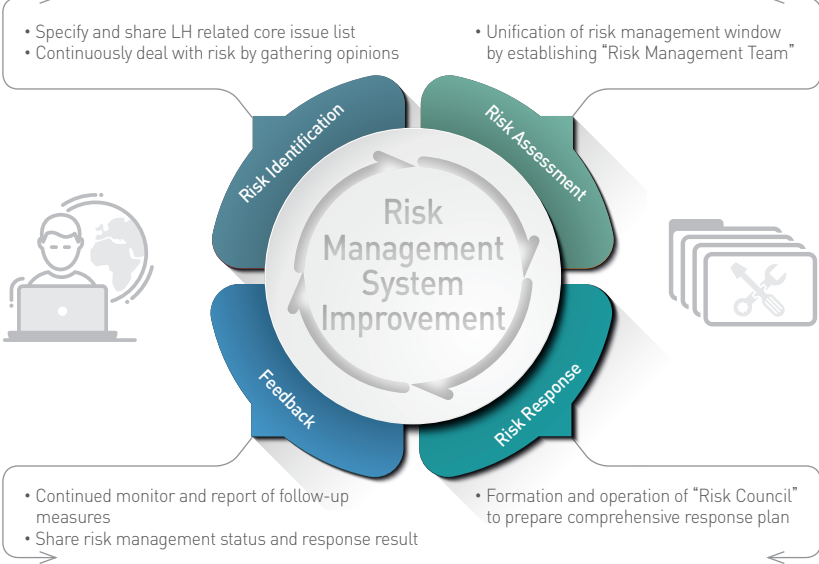 • Specify and share LH related core issue list
• Continuously deal with risk by gathering opinions
• Unification of risk management window
by establishing “Risk Management Team”
Risk Identification
Risk Assessment
Risk
Management
System
Improvement
Feedback
Risk Response
• Continued monitor and report of follow-up
measures
• Share risk management status and response result
• Formation and operation of “Risk Council”
to prepare comprehensive response plan